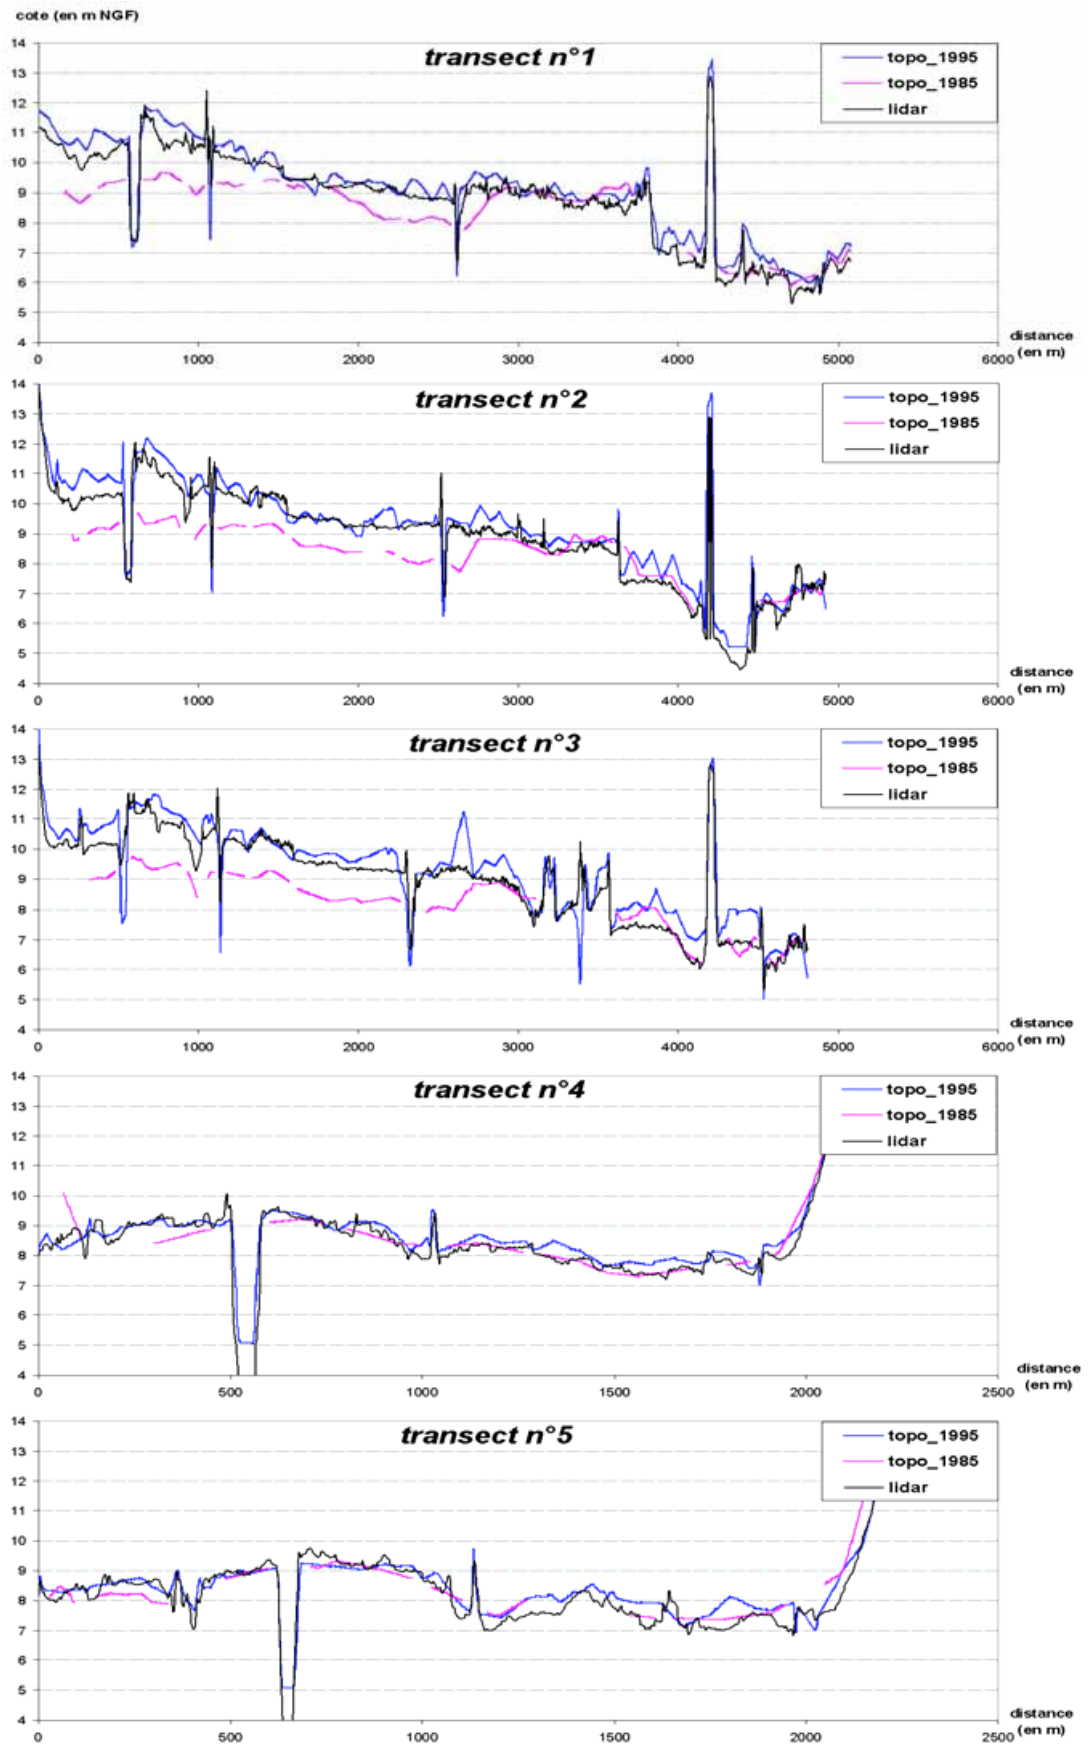 cote (en m NGF)
transect n°1
topo_1995
topo_1985
lidar
14
13
12
11
10
9
8
7
6
5
4
0 1000 2000 3000 4000 5000 6000
distance
(en m)
transect n°2
topo_1995
topo_1985
lidar
14
13
12
11
10
9
8
7
6
5
4
0 1000 2000 3000 4000 5000 6000
distance
(en m)
transect n°3
topo_1995
topo_1985
lidar
14
13
12
11
10
9
8
7
6
5
4
0 1000 2000 3000 4000 5000 6000
distance
(en m)
transect n°4
topo_1995
topo_1985
lidar
14
13
12
11
10
9
8
7
6
5
4
0 500 1000 1500 2000 2500
distance
(en m)
transect n°5
topo_1995
topo_1985
lidar
14
13
12
11
10
9
8
7
6
5
4
0 500 1000 1500 2000 2500
distance
(en m)